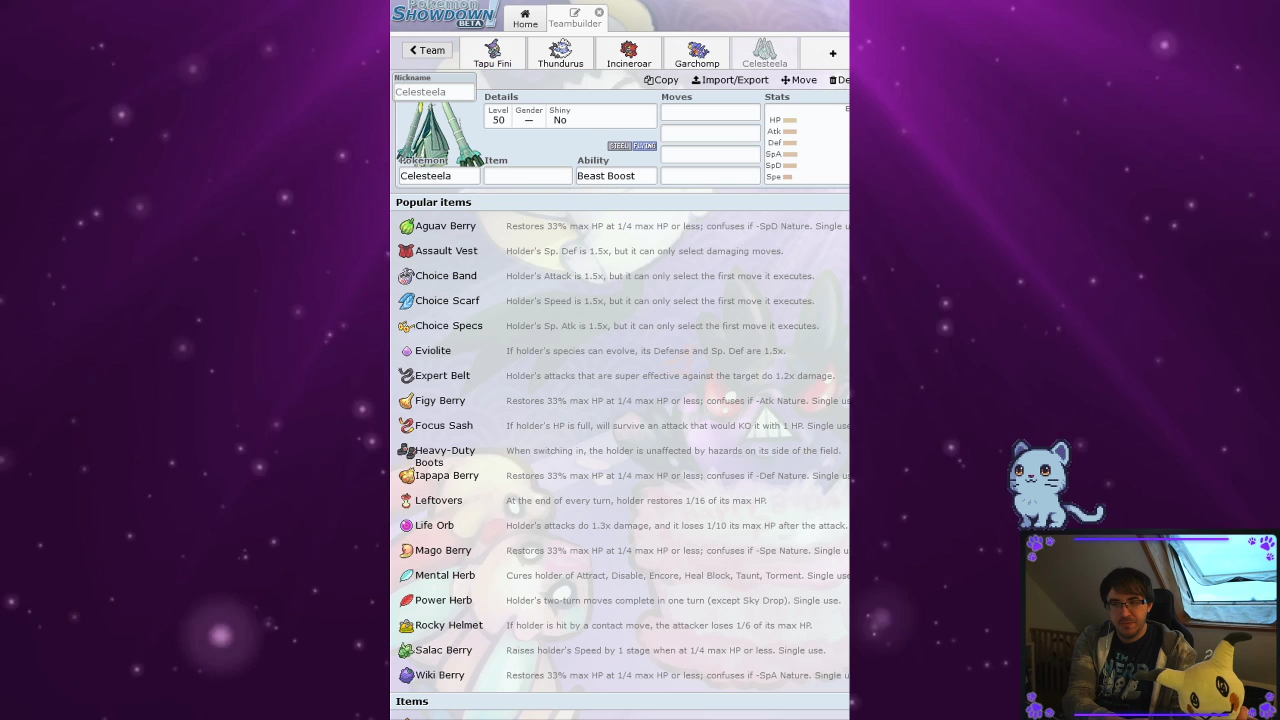 Pokémon
SHOWDOWN
BETA
Home
Teambuilder
Team
Tapu Fini
Thundurus
Incineroar
Garchomp
Celesteela
+
Copy
Import/Export
Move
De
Nickname
Celesteela
Details
Moves
Stats
Level
Gender
Shiny
50
—
No
HP
Atk
Def
SpA
SpD
Spe
STEEL FLYING
Pokémon
Item
Ability
Celesteela
Beast Boost
Popular items
Aguav Berry Restores 33% max HP at 1/4 max HP or less; confuses if -SpD Nature. Single u
Assault Vest Holder's Sp. Def is 1.5x, but it can only select damaging moves.
Choice Band Holder's Attack is 1.5x, but it can only select the first move it executes.
Choice Scarf Holder's Speed is 1.5x, but it can only select the first move it executes.
Choice Specs Holder's Sp. Atk is 1.5x, but it can only select the first move it executes.
Eviolite If holder's species can evolve, its Defense and Sp. Def are 1.5x.
Expert Belt Holder's attacks that are super effective against the target do 1.2x damage.
Figy Berry Restores 33% max HP at 1/4 max HP or less; confuses if -Atk Nature. Single us
Focus Sash If holder's HP is full, will survive an attack that would KO it with 1 HP. Single
Heavy-Duty Boots When switching in, the holder is unaffected by hazards on its side of the field.
Iapapa Berry Restores 33% max HP at 1/4 max HP or less; confuses if -Def Nature. Single u
Leftovers At the end of every turn, holder restores 1/16 of its max HP.
Life Orb Holder's attacks do 1.3x damage, and it loses 1/10 its max HP after the attack.
Berry Restores 33% max HP at 1/4 max HP or less; confuses if -Spe Nature. Single u
Mental Herb Cures holder of Attract, Disable, Encore, Heal Block, Taunt, Torment. Single use
Power Herb Holder's two-turn moves complete in one turn (except Sky Drop). Single use.
Rocky Helmet If holder is hit by a contact move, the attacker loses 1/6 of its max HP.
Salac Berry Raises holder's Speed by 1 stage when at 1/4 max HP or less. Single use.
Berry Restores 33% max HP at 1/4 max HP or less; confuses if -SpA Nature. Single u
Items